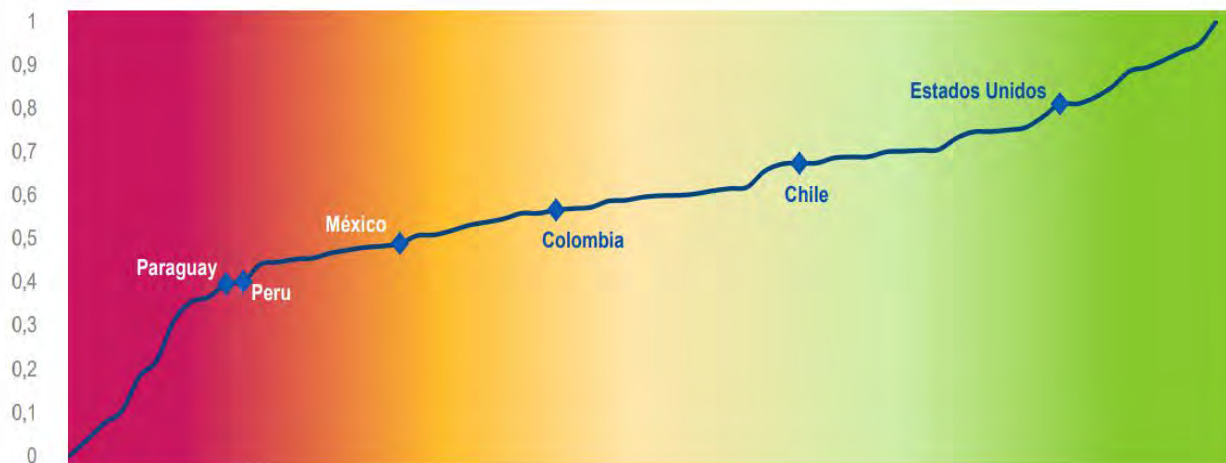 1
0,9
Estados Unidos
0,8
0,7
Chile
0,6
México
Colombia
0,5
Paraguay
0,4
Peru
0,3
0,2
0,1
0